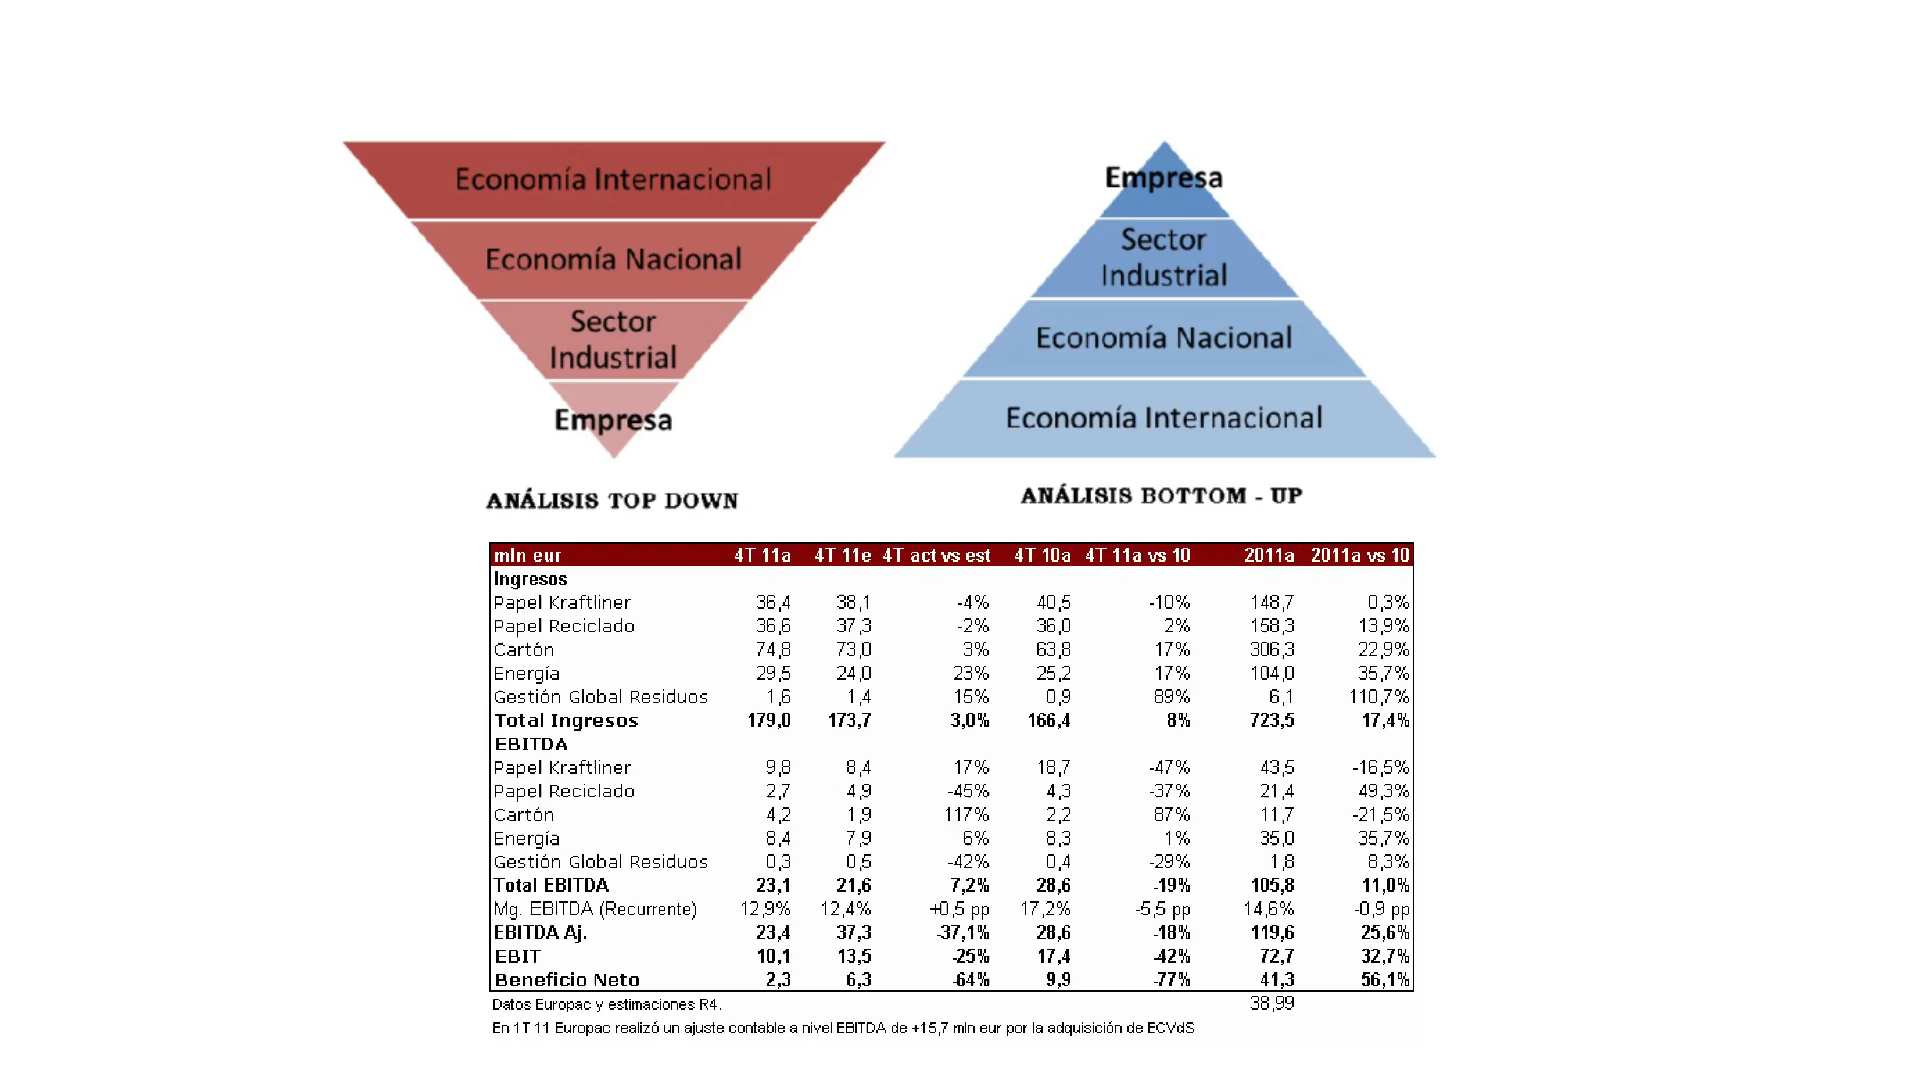 Economía Internacional
Economía Nacional
Sector
Industrial
Empresa
ANÁLISIS TOP DOWN
Empresa
Sector
Industrial
Economía Nacional
Economía Internacional
ANÁLISIS BOTTOM - UP
mln eur 4T 11a 4T 11e 4T act vs est 4T 10a 4T 11a vs 10 2011a 2011a vs 10
Ingresos
Papel Kraftliner 36,4 38,1 -4% 40,5 -10% 148,7 0,3%
Papel Reciclado 36,6 37,3 -2% 36,0 2% 158,3 13,9%
Cartón 74,8 73,0 3% 63,8 17% 306,3 22,9%
Energía 29,5 24,0 23% 25,2 17% 104,0 35,7%
Gestión Global Residuos 1,6 1,4 15% 0,9 89% 6,1 110,7%
Total Ingresos 179,0 173,7 3,0% 166,4 8% 723,5 17,4%
EBITDA
Papel Kraftliner 9,8 8,4 17% 18,7 -47% 43,5 -16,5%
Papel Reciclado 2,7 4,9 -45% 4,3 -37% 21,4 49,3%
Cartón 4,2 1,9 117% 2,2 87% 11,7 -21,5%
Energía 8,4 7,9 6% 8,3 1% 35,0 35,7%
Gestión Global Residuos 0,3 0,5 -42% 0,4 -29% 1,8 8,3%
Total EBITDA 23,1 21,6 7,2% 28,6 -19% 105,8 11,0%
Mg. EBITDA (Recurrente) 12,9% 12,4% +0,5 pp 17,2% -5,5 pp 14,6% -0,9 pp
EBITDA Aj. 23,4 37,3 -37,1% 28,6 -18% 119,6 25,6%
EBIT 10,1 13,5 -25% 17,4 -42% 72,7 32,7%
Beneficio Neto 2,3 6,3 -64% 9,9 -77% 41,3 56,1%
Datos Europac y estimaciones R4. 38,99
En 1T 11 Europac realizó un ajuste contable a nivel EBITDA de +15,7 mln eur por la adquisición de ECVdS